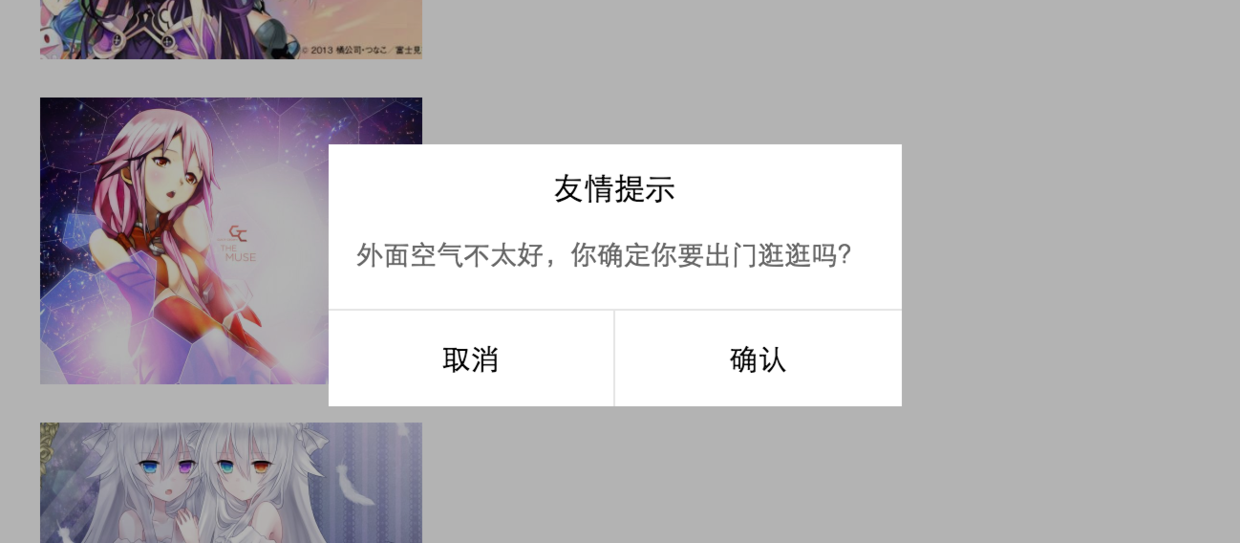 © 2013 橘公司・つなこ／富士見
GC
THE
MUSE
友情提示
外面空气不太好，你确定你要出门逛逛吗？
取消
确认